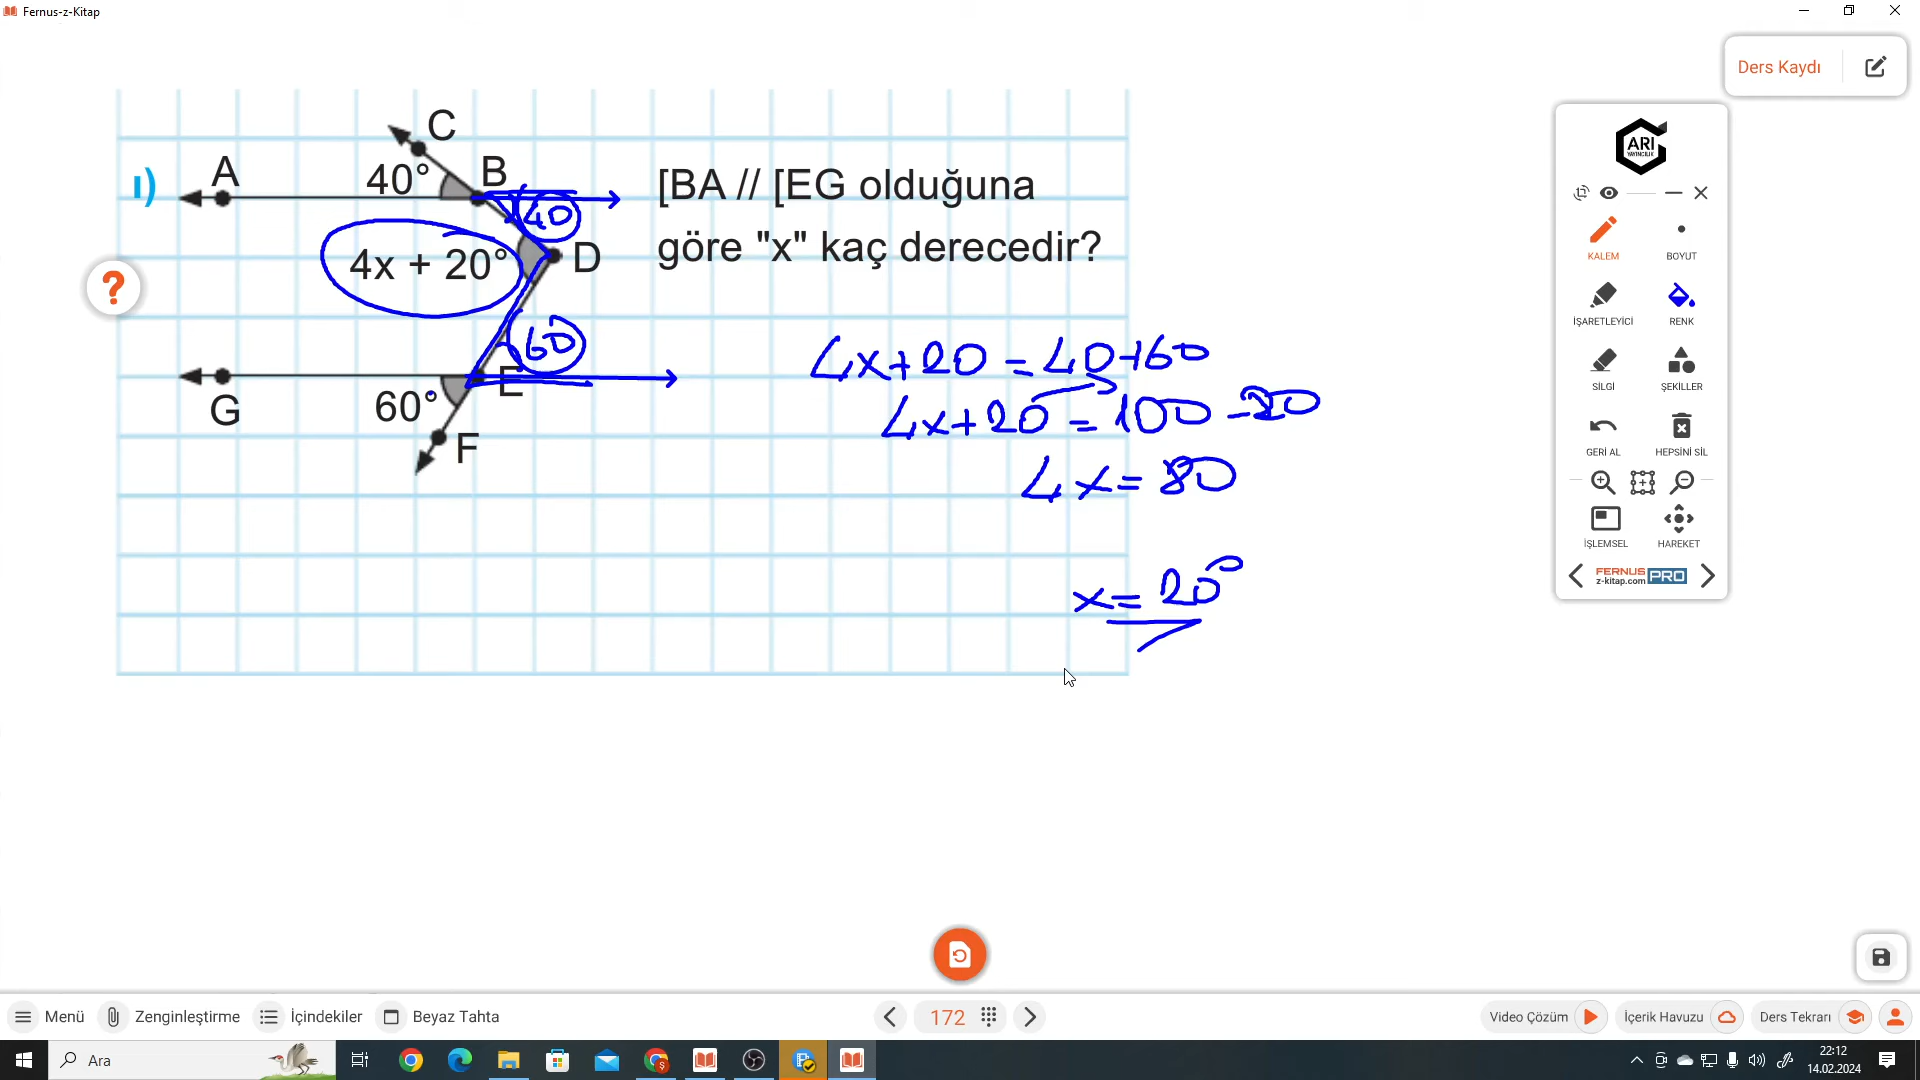 Fernus-z-Kitap
Ders Kaydı
ı)
A
C
40°
B
4x + 20°
D
G
60°
E
F
[BA // [EG olduğuna
göre "x" kaç derecedir?
40
60
4x+20=40+60
4x+20=100-20
4x=80
x=20°
?
ARI
YAYINCILIK
KALEM
BOYUT
İŞARETLEYİCİ
RENK
SİLGİ
ŞEKİLLER
GERİ AL
HEPSİNİ SİL
İŞLEMSEL
HAREKET
FERNUS
z-kitap.com PRO
Menü
Zenginleştirme
İçindekiler
Beyaz Tahta
172
Video Çözüm
İçerik Havuzu
Ders Tekrarı
Ara
22:12
14.02.2024